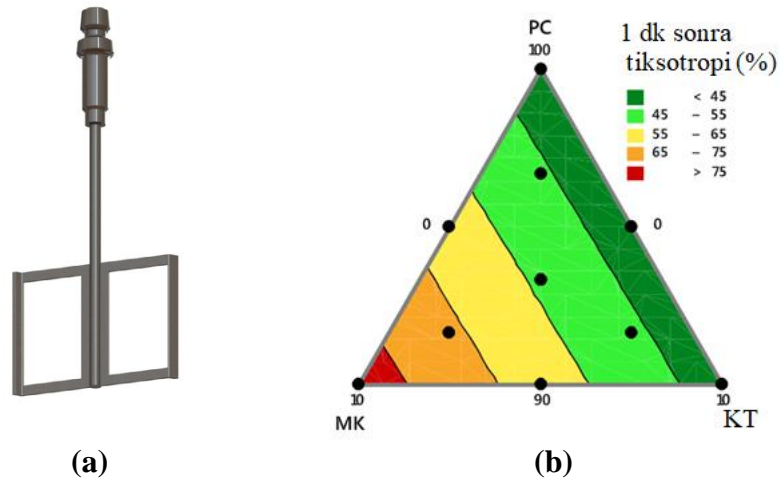 PC
100
1 dk sonra
tiksotropi (%)
< 45
45 – 55
55 – 65
65 – 75
> 75
0
0
10
90
10
MK
KT
(a)
(b)